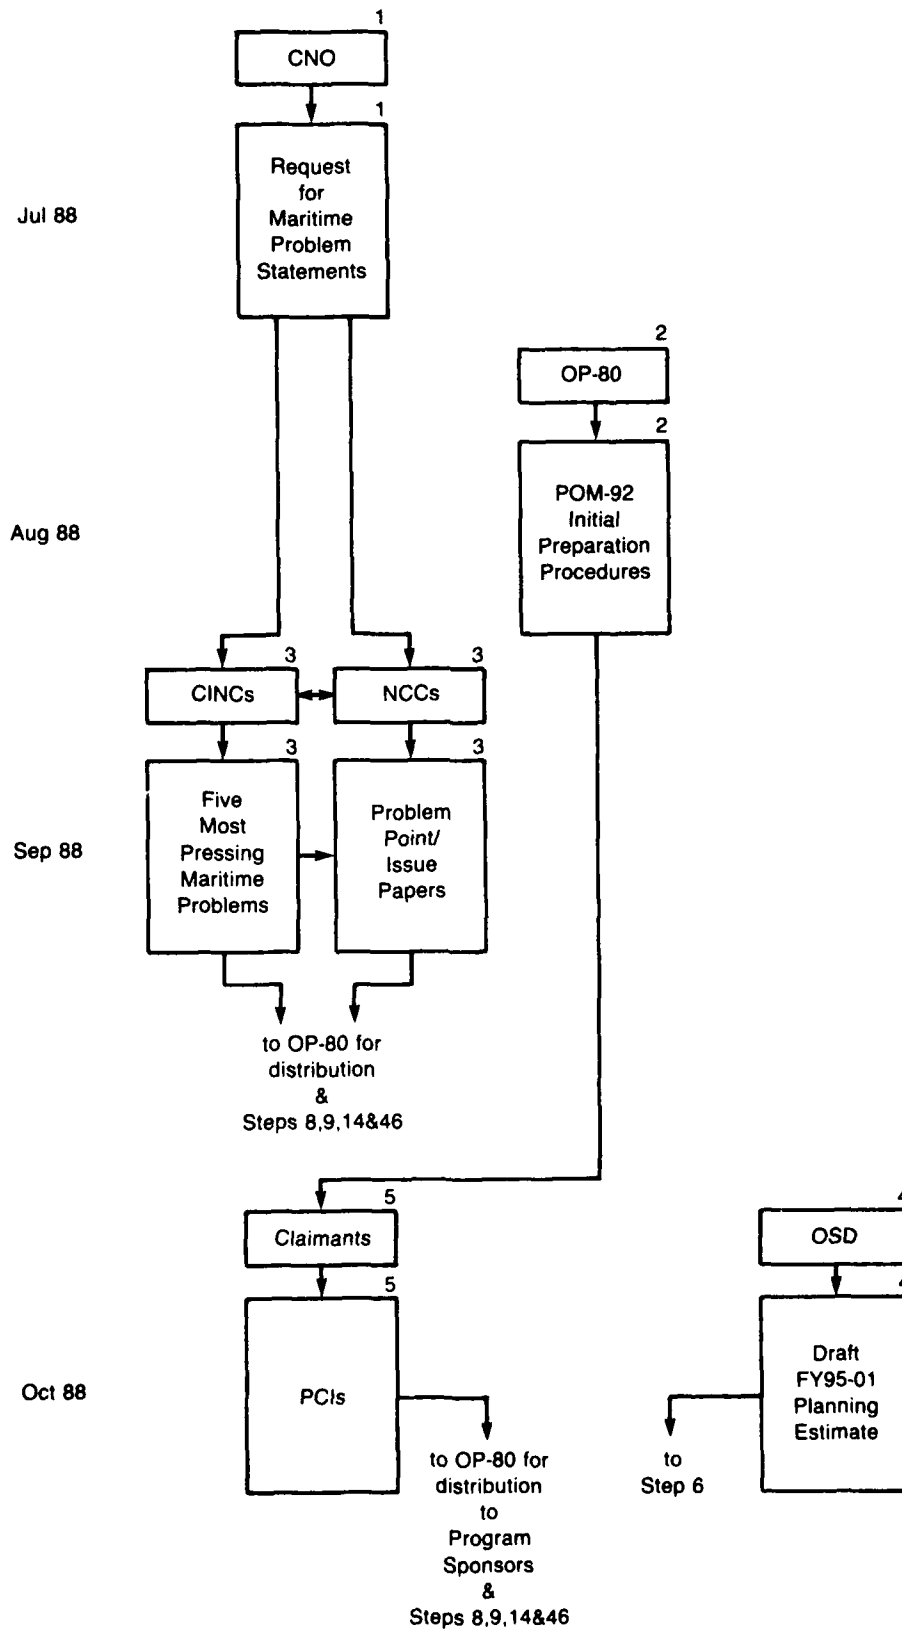 1
CNO
1
Request
for
Maritime
Problem
Statements
Jul 88
2
OP-80
2
POM-92
Initial
Preparation
Procedures
Aug 88
3
CINCs
3
NCCs
3
Five
Most
Pressing
Maritime
Problems
3
Problem
Point/
Issue
Papers
Sep 88
to OP-80 for
distribution
&
Steps 8,9,14&46
5
Claimants
5
PCIs
4
OSD
4
Draft
FY95-01
Planning
Estimate
Oct 88
to OP-80 for
distribution
to
Program
Sponsors
&
Steps 8,9,14&46
to
Step 6